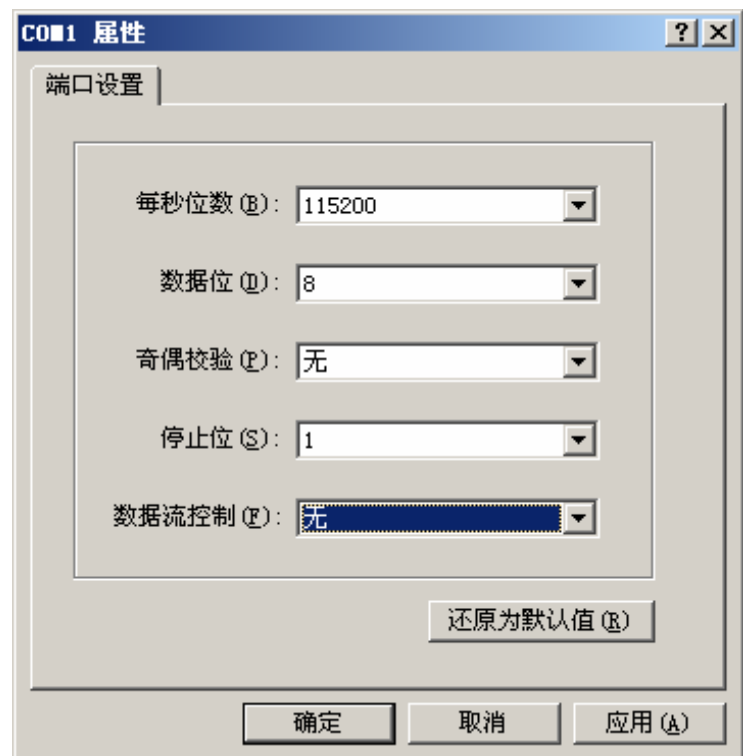 COM1 属性
端口设置
每秒位数(B): 115200
数据位(D): 8
奇偶校验(P): 无
停止位(S): 1
数据流控制(F): 无
还原为默认值(R)
确定 取消 应用(A)